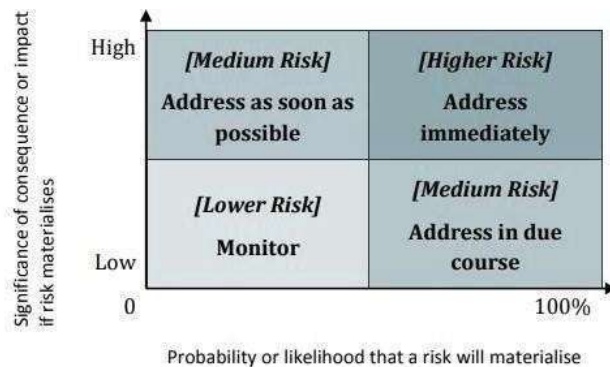 Significance of consequence or impact
if risk materialises
High
[Medium Risk]
Address as soon as
possible
[Higher Risk]
Address
immediately
[Lower Risk]
Monitor
[Medium Risk]
Address in due
course
Low
0
100%
Probability or likelihood that a risk will materialise